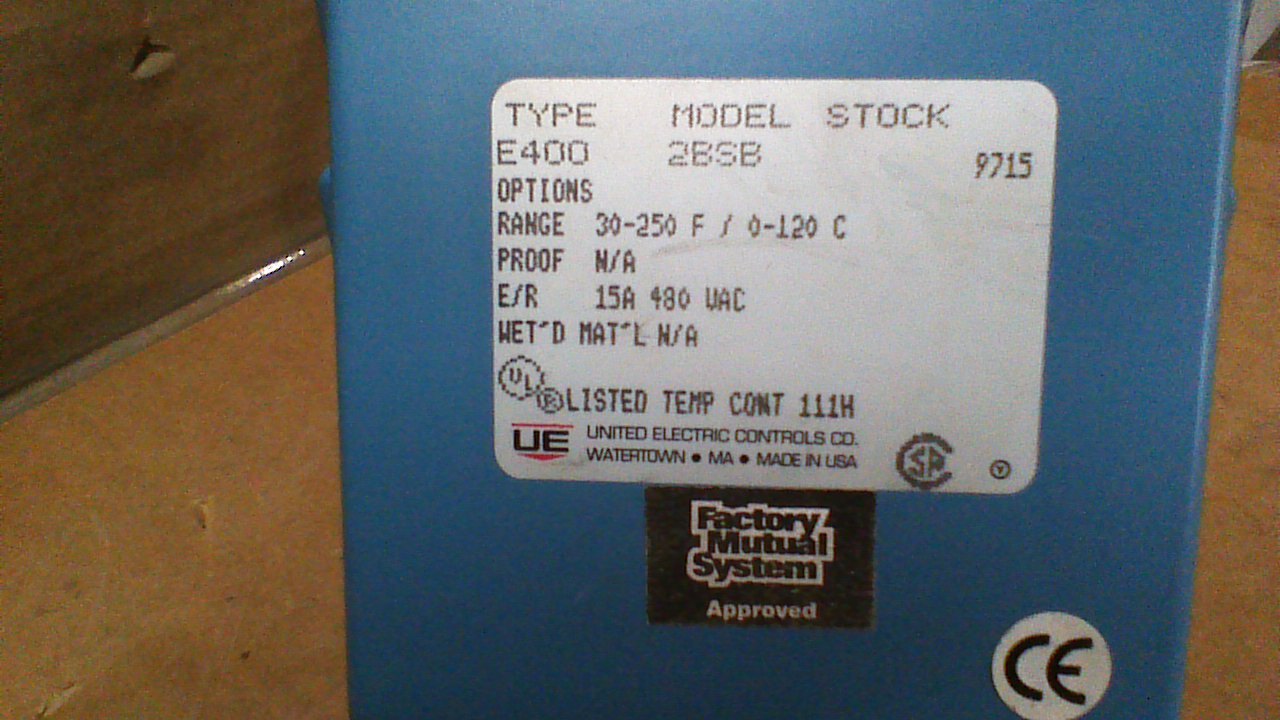 TYPE MODEL STOCK
E400 2BSB 9715
OPTIONS
RANGE 30-250 F / 0-120 C
PROOF N/A
E/R 15A 480 VAC
WET'D MAT'L N/A
UL ® LISTED TEMP CONT 111H
UE UNITED ELECTRIC CONTROLS CO.
WATERTOWN • MA • MADE IN USA
Factory
Mutual
System
Approved
CE